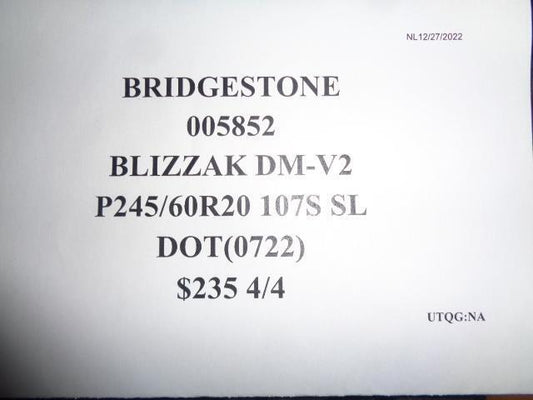 NL12/27/2022
BRIDGESTONE
005852
BLIZZAK DM-V2
P245/60R20 107S SL
DOT(0722)
$235 4/4
UTQG:NA